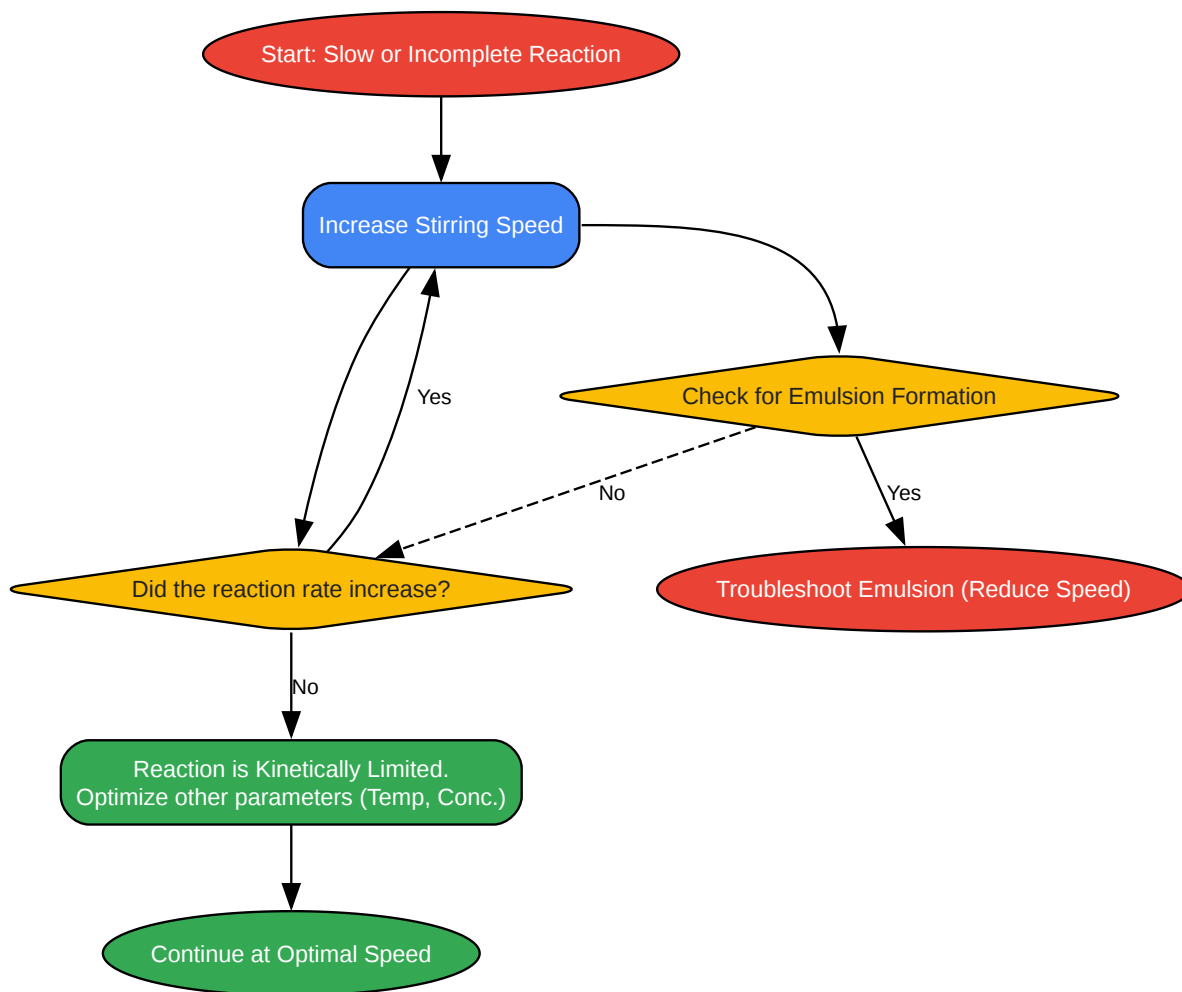 Start: Slow or Incomplete Reaction
Increase Stirring Speed
Yes
Check for Emulsion Formation
No
Yes
Did the reaction rate increase?
Troubleshoot Emulsion (Reduce Speed)
No
Reaction is Kinetically Limited.
Optimize other parameters (Temp, Conc.)
Continue at Optimal Speed